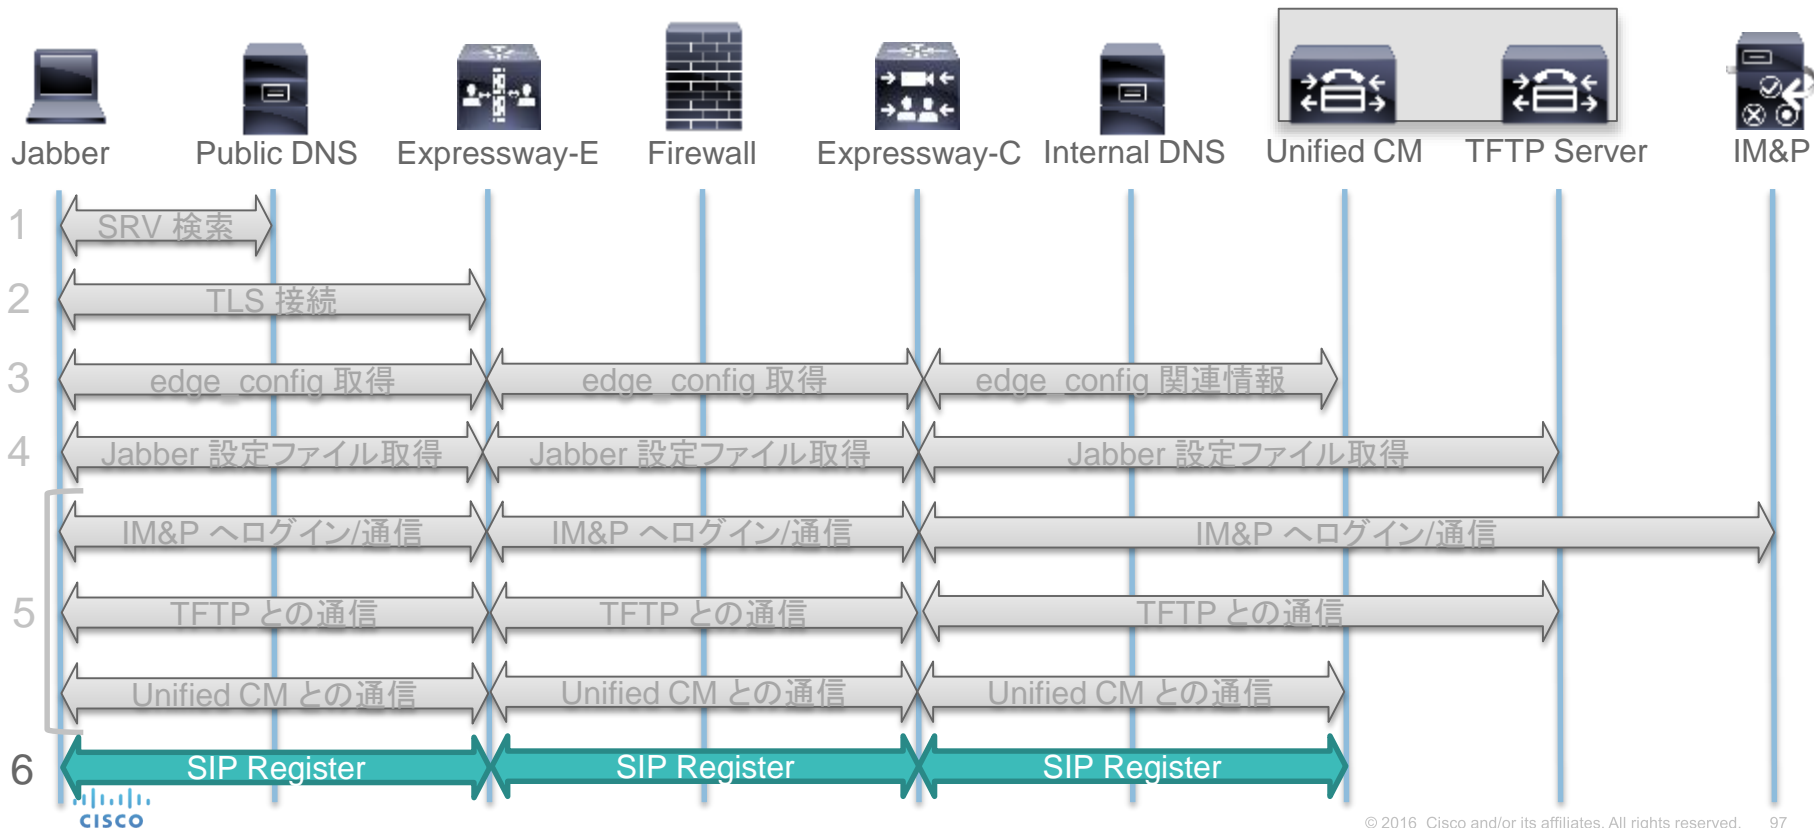 Jabber Public DNS Expressway-E Firewall Expressway-C Internal DNS Unified CM TFTP Server IM&P
1 SRV 検索
2 TLS 接続
3 edge_config 取得 edge_config 取得 edge_config 関連情報
4 Jabber 設定ファイル取得 Jabber 設定ファイル取得 Jabber 設定ファイル取得
IM&P へログイン/通信 IM&P へログイン/通信 IM&P へログイン/通信
5 TFTP との通信 TFTP との通信 TFTP との通信
Unified CM との通信 Unified CM との通信 Unified CM との通信
6 SIP Register SIP Register SIP Register
CISCO
© 2016 Cisco and/or its affiliates. All rights reserved. 97